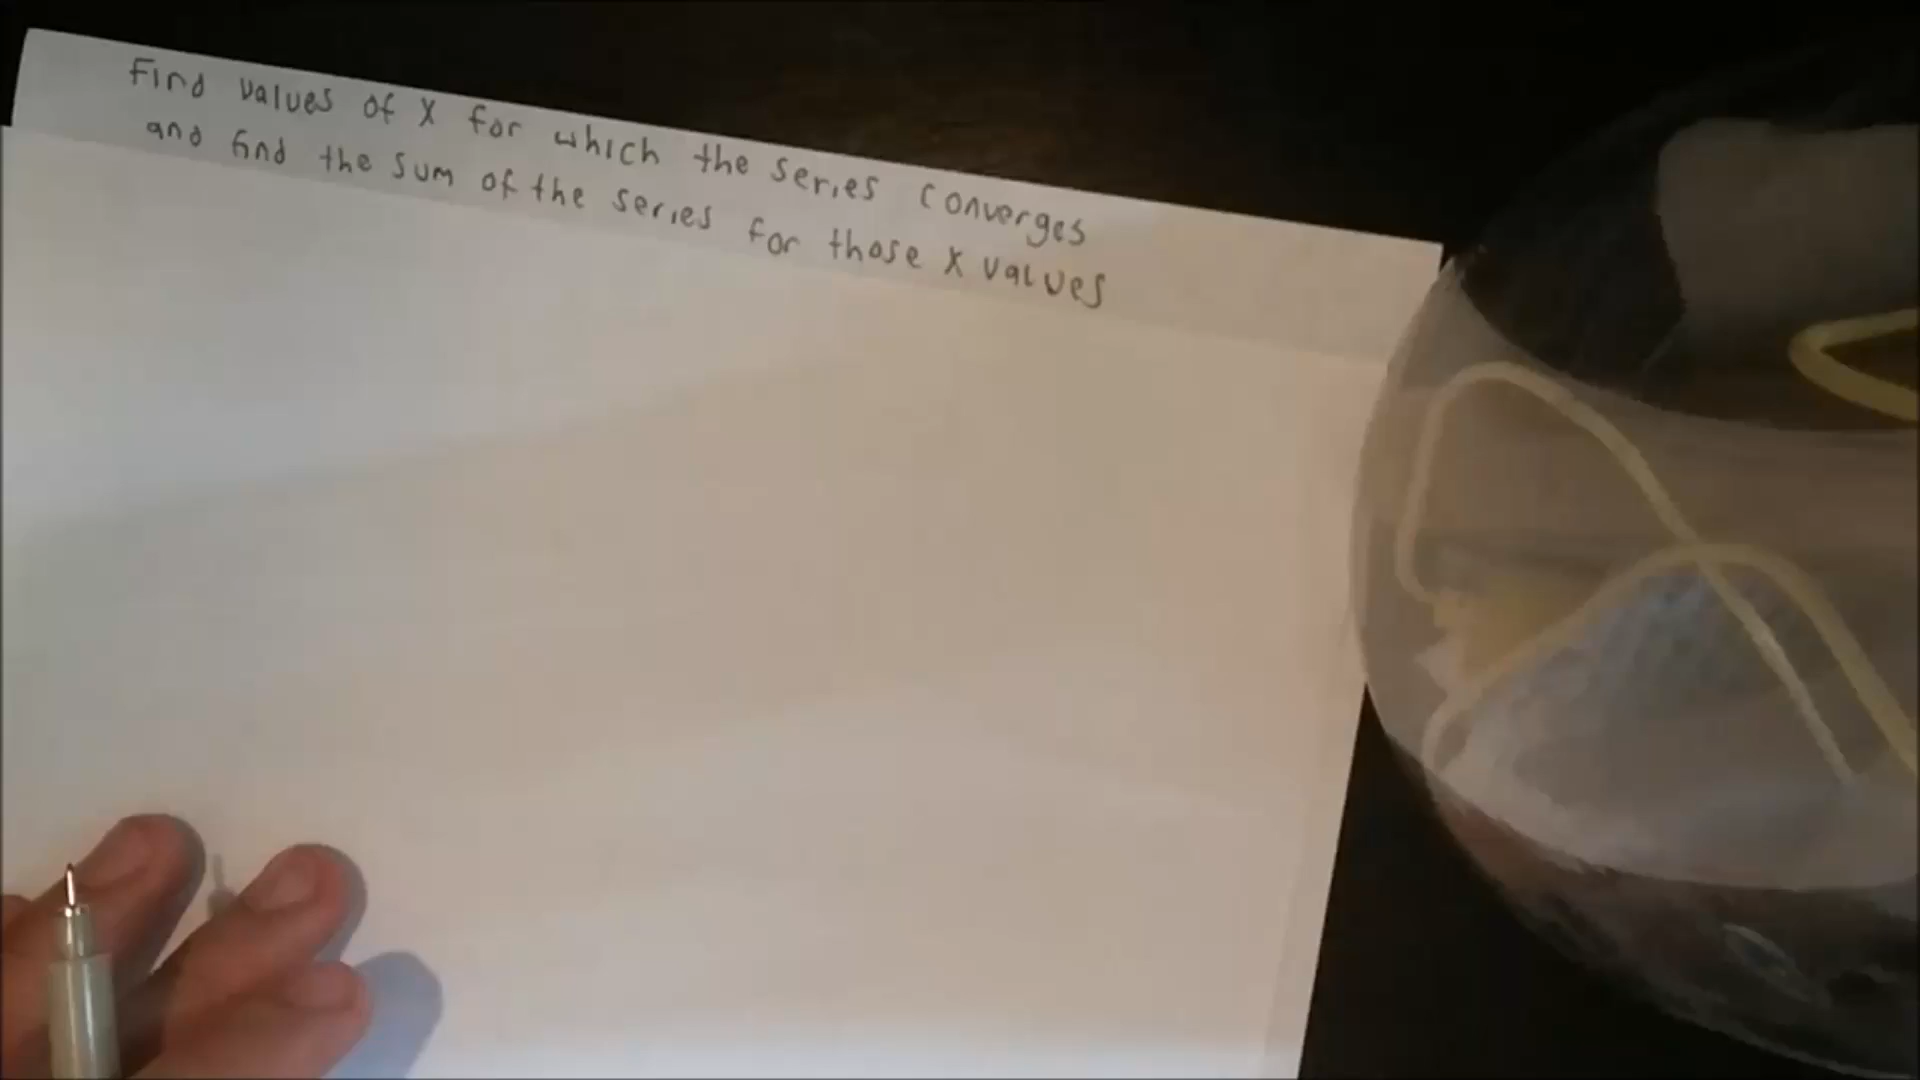 Find values of x for which the series converges
and find the sum of the series for those x values